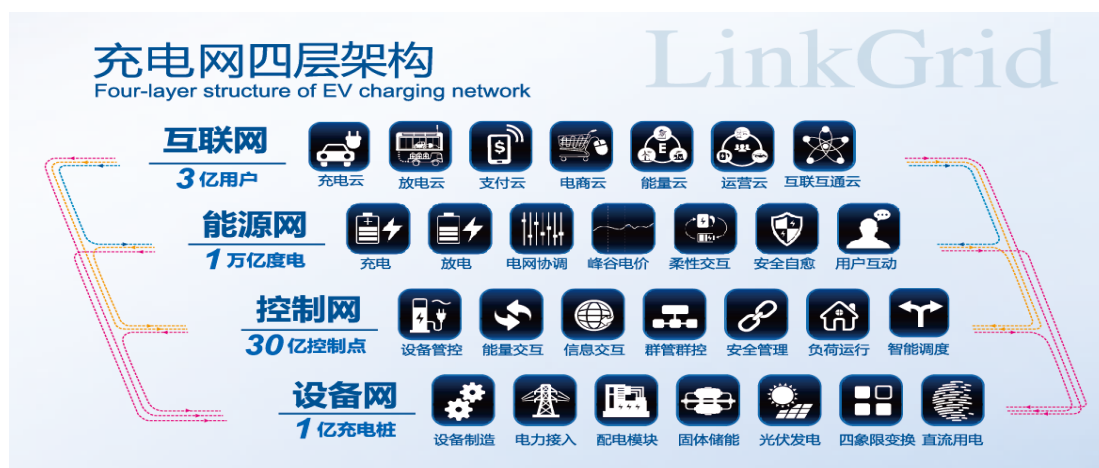 LinkGrid
充电网四层架构
Four-layer structure of EV charging network
互联网
3亿用户
充电云 放电云 支付云 电商云 能量云 运营云 互联互通云
能源网
1万亿度电
充电 放电 电网协调 峰谷电价 柔性交互 安全自愈 用户互动
控制网
30亿控制点
设备管控 能量交互 信息交互 群管群控 安全管理 负荷运行 智能调度
设备网
1亿充电桩
设备制造 电力接入 配电模块 固体储能 光伏发电 四象限变换 直流用电